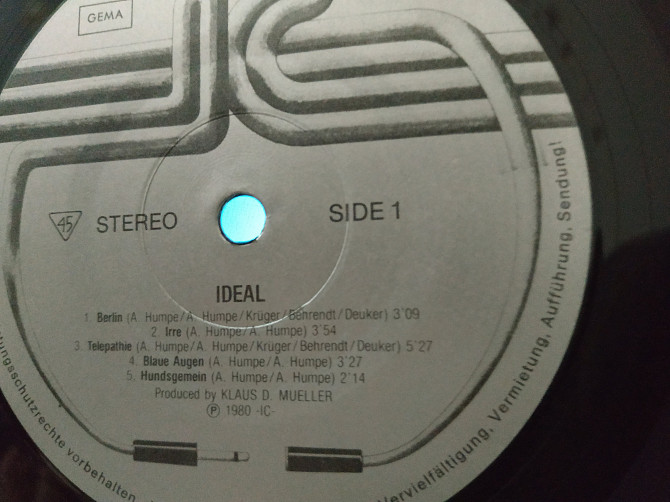 GEMA
45
STEREO
SIDE 1
IDEAL
1. Berlin (A. Humpe/A. Humpe/Krüger/Behrendt/Deuker) 3'09
2. Irre (A. Humpe/A. Humpe) 3'54
3. Telepathie (A. Humpe/A. Humpe/Krüger/Behrendt/Deuker) 5'27
4. Blaue Augen (A. Humpe/A. Humpe) 3'27
5. Hundsgemein (A. Humpe/A. Humpe) 2'14
Produced by KLAUS D. MUELLER
Ⓟ 1980 -IC-
tungsschutzrechte vorbehalten.
Vervielfältigung, Vermietung, Aufführung, Sendung!